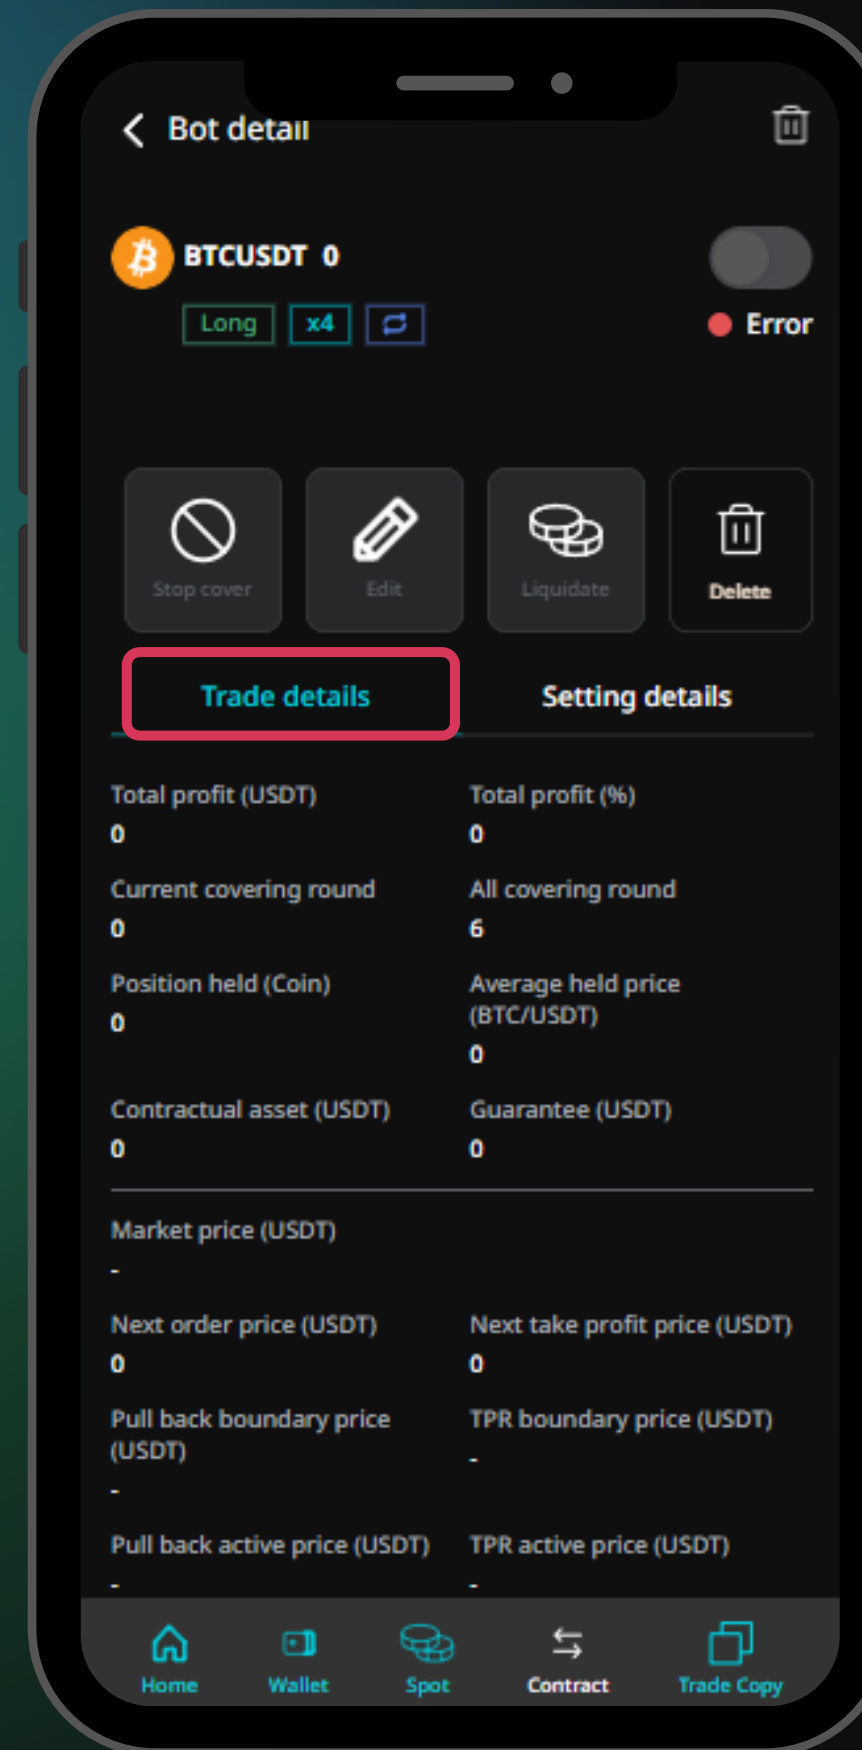 Bot detail
BTCUSDT 0
Long x4
Error
Stop cover Edit Liquidate Delete
Trade details Setting details
Total profit (USDT) Total profit (%)
0 0
Current covering round All covering round
0 6
Position held (Coin) Average held price
(BTC/USDT)
0
0
Contractual asset (USDT) Guarantee (USDT)
0 0
Market price (USDT)
-
Next order price (USDT) Next take profit price (USDT)
0 0
Pull back boundary price TPR boundary price (USDT)
(USDT)
-
-
Pull back active price (USDT) TPR active price (USDT)
- -
Home Wallet Spot Contract Trade Copy